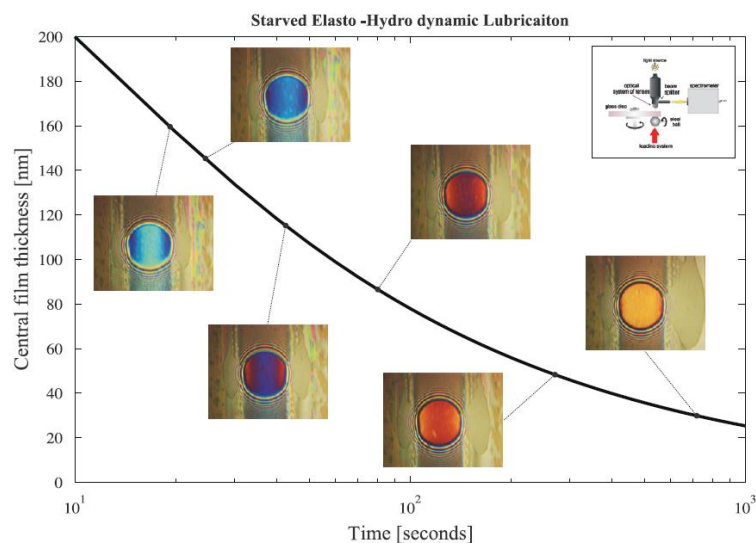 Starved Elasto -Hydro dynamic Lubricaiton
200
180
160
140
120
100
80
60
40
20
0
Central film thickness [nm]
10¹
10²
10³
Time [seconds]
light source
optical system of lenses
beam splitter
spectrometer
glass disc
steel ball
loading system